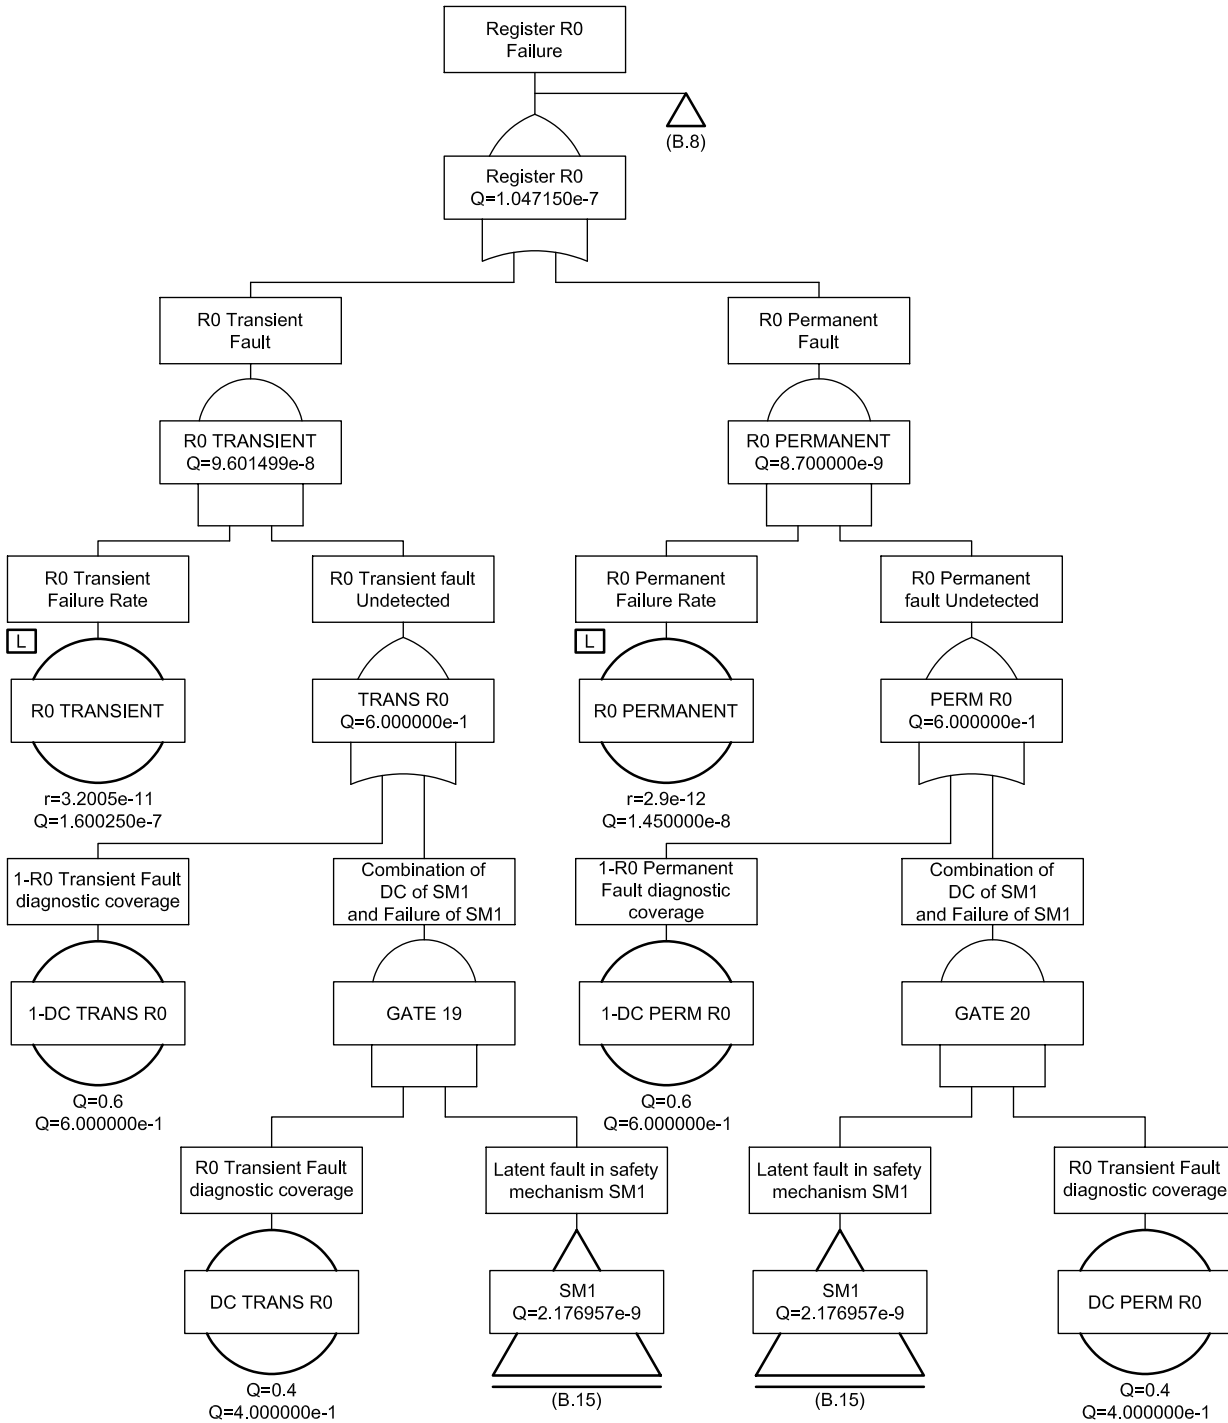 Register R0
Failure
(B.8)
Register R0
Q=1.047150e-7
R0 Transient
Fault
R0 Permanent
Fault
R0 TRANSIENT
Q=9.601499e-8
R0 PERMANENT
Q=8.700000e-9
R0 Transient
Failure Rate
R0 Transient fault
Undetected
R0 Permanent
Failure Rate
R0 Permanent
fault Undetected
L
L
R0 TRANSIENT
TRANS R0
Q=6.000000e-1
R0 PERMANENT
PERM R0
Q=6.000000e-1
r=3.2005e-11
Q=1.600250e-7
r=2.9e-12
Q=1.450000e-8
1-R0 Transient Fault
diagnostic coverage
Combination of
DC of SM1
and Failure of SM1
1-R0 Permanent
Fault diagnostic
coverage
Combination of
DC of SM1
and Failure of SM1
1-DC TRANS R0
GATE 19
1-DC PERM R0
GATE 20
Q=0.6
Q=6.000000e-1
Q=0.6
Q=6.000000e-1
R0 Transient Fault
diagnostic coverage
Latent fault in safety
mechanism SM1
Latent fault in safety
mechanism SM1
R0 Transient Fault
diagnostic coverage
DC TRANS R0
SM1
Q=2.176957e-9
SM1
Q=2.176957e-9
DC PERM R0
Q=0.4
Q=4.000000e-1
(B.15)
(B.15)
Q=0.4
Q=4.000000e-1